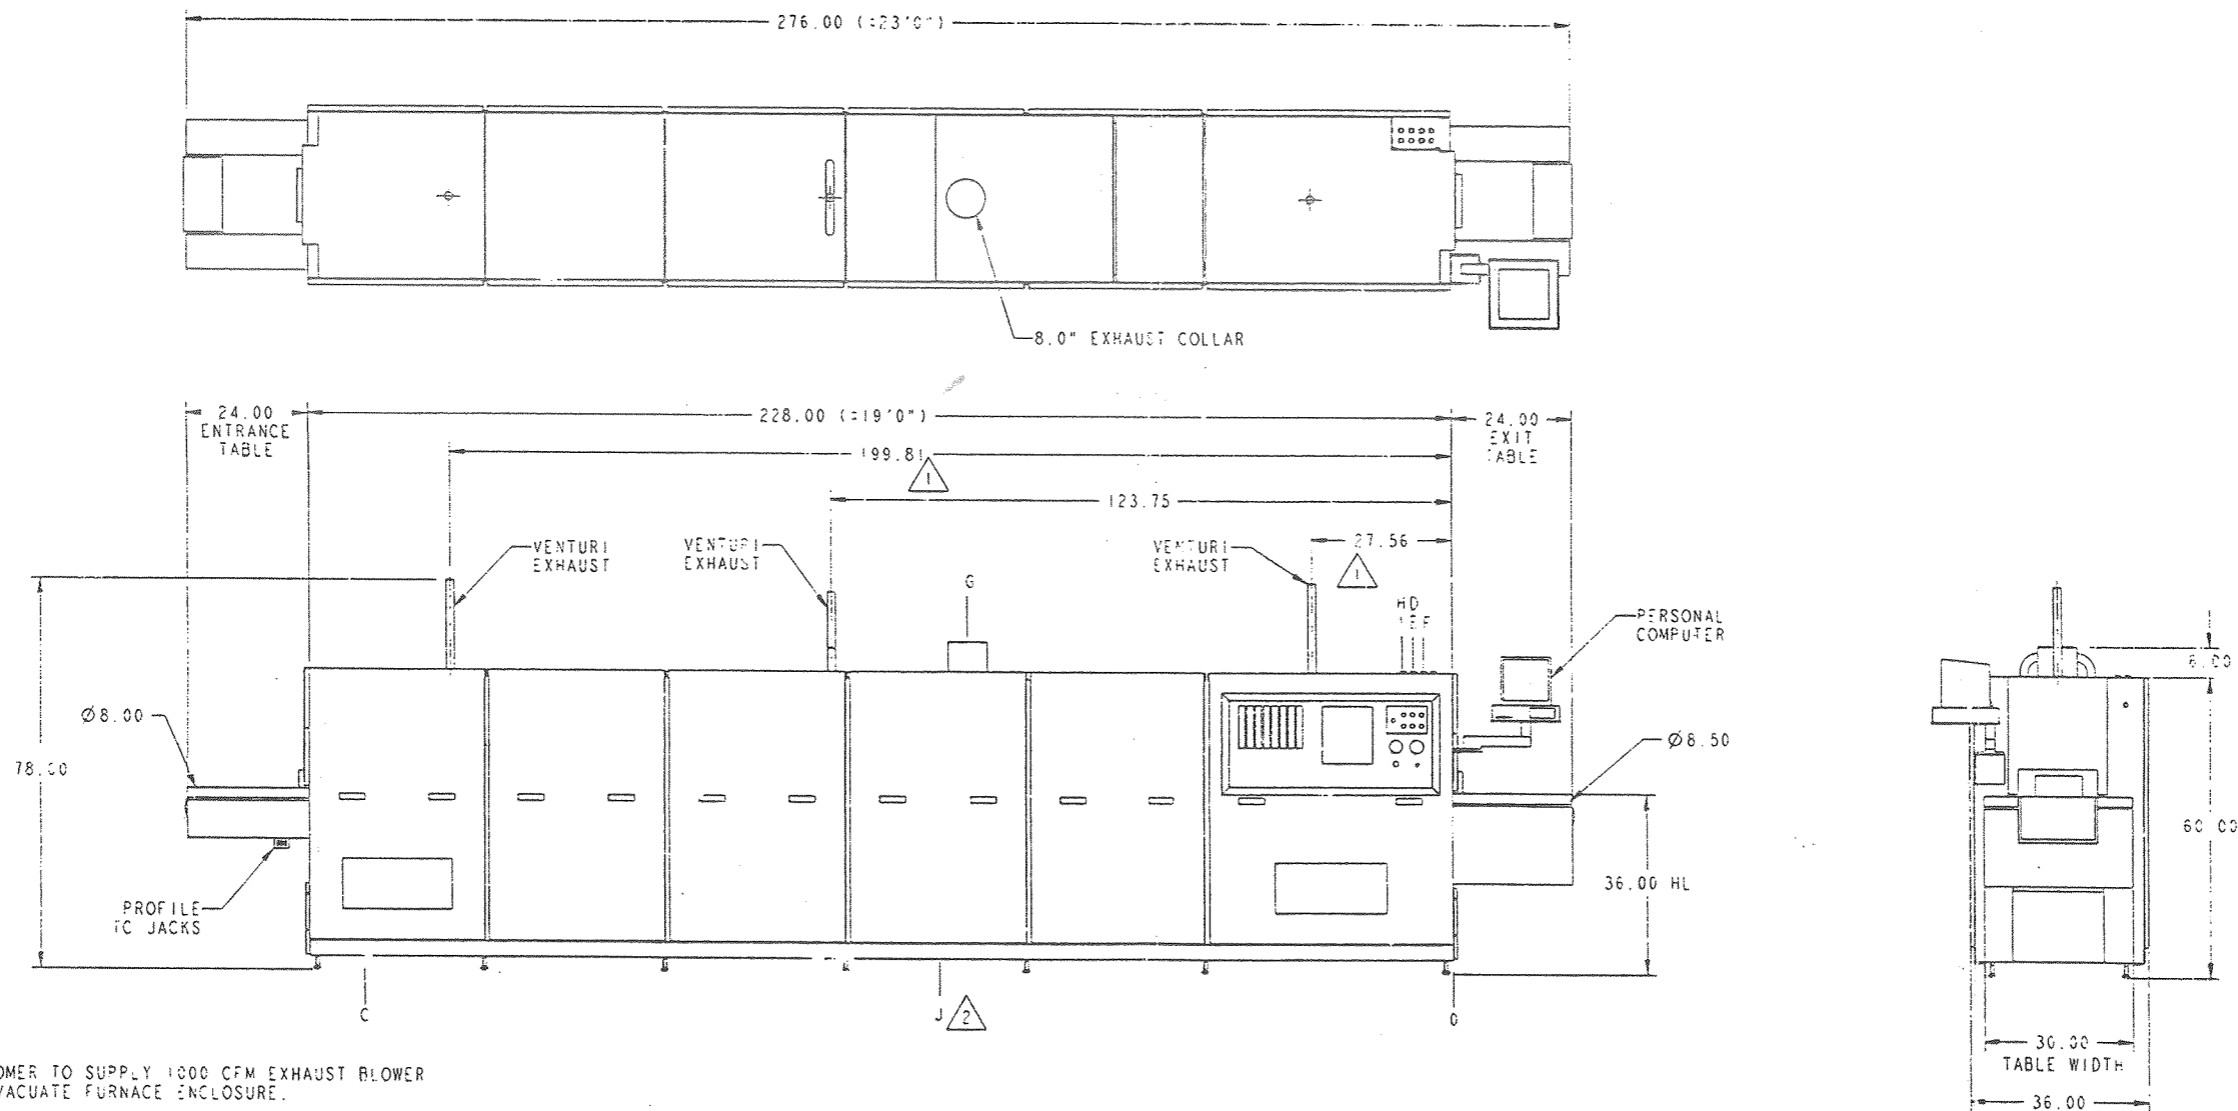 276.00 (=23'0")
8.0" EXHAUST COLLAR
24.00
ENTRANCE
TABLE
228.00 (=19'0")
24.00
EXIT
TABLE
199.81
1
123.75
27.56
1
VENTURI
EXHAUST
VENTURI
EXHAUST
VENTURI
EXHAUST
G
HD
EF
PERSONAL
COMPUTER
6.00
Ø8.00
Ø8.50
78.00
60.00
36.00 HL
PROFILE
TC JACKS
C
J
2
30.00
TABLE WIDTH
36.00
OMER TO SUPPLY 1000 CFM EXHAUST BLOWER
VACUATE FURNACE ENCLOSURE.